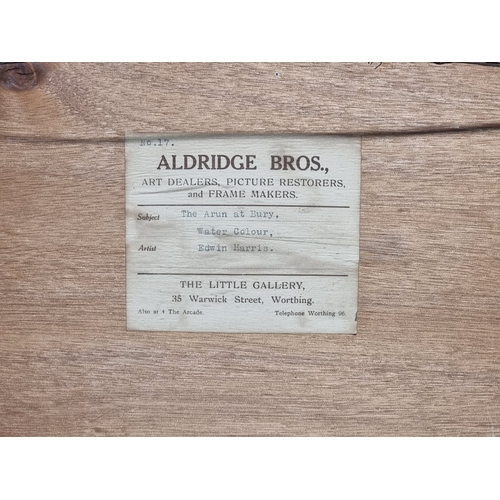 No.17.
ALDRIDGE BROS.,
ART DEALERS, PICTURE RESTORERS,
and FRAME MAKERS.
Subject The Arun at Bury.
Water Colour,
Artist Edwin Harris.
THE LITTLE GALLERY,
35 Warwick Street, Worthing.
Also at 4 The Arcade. Telephone Worthing 96